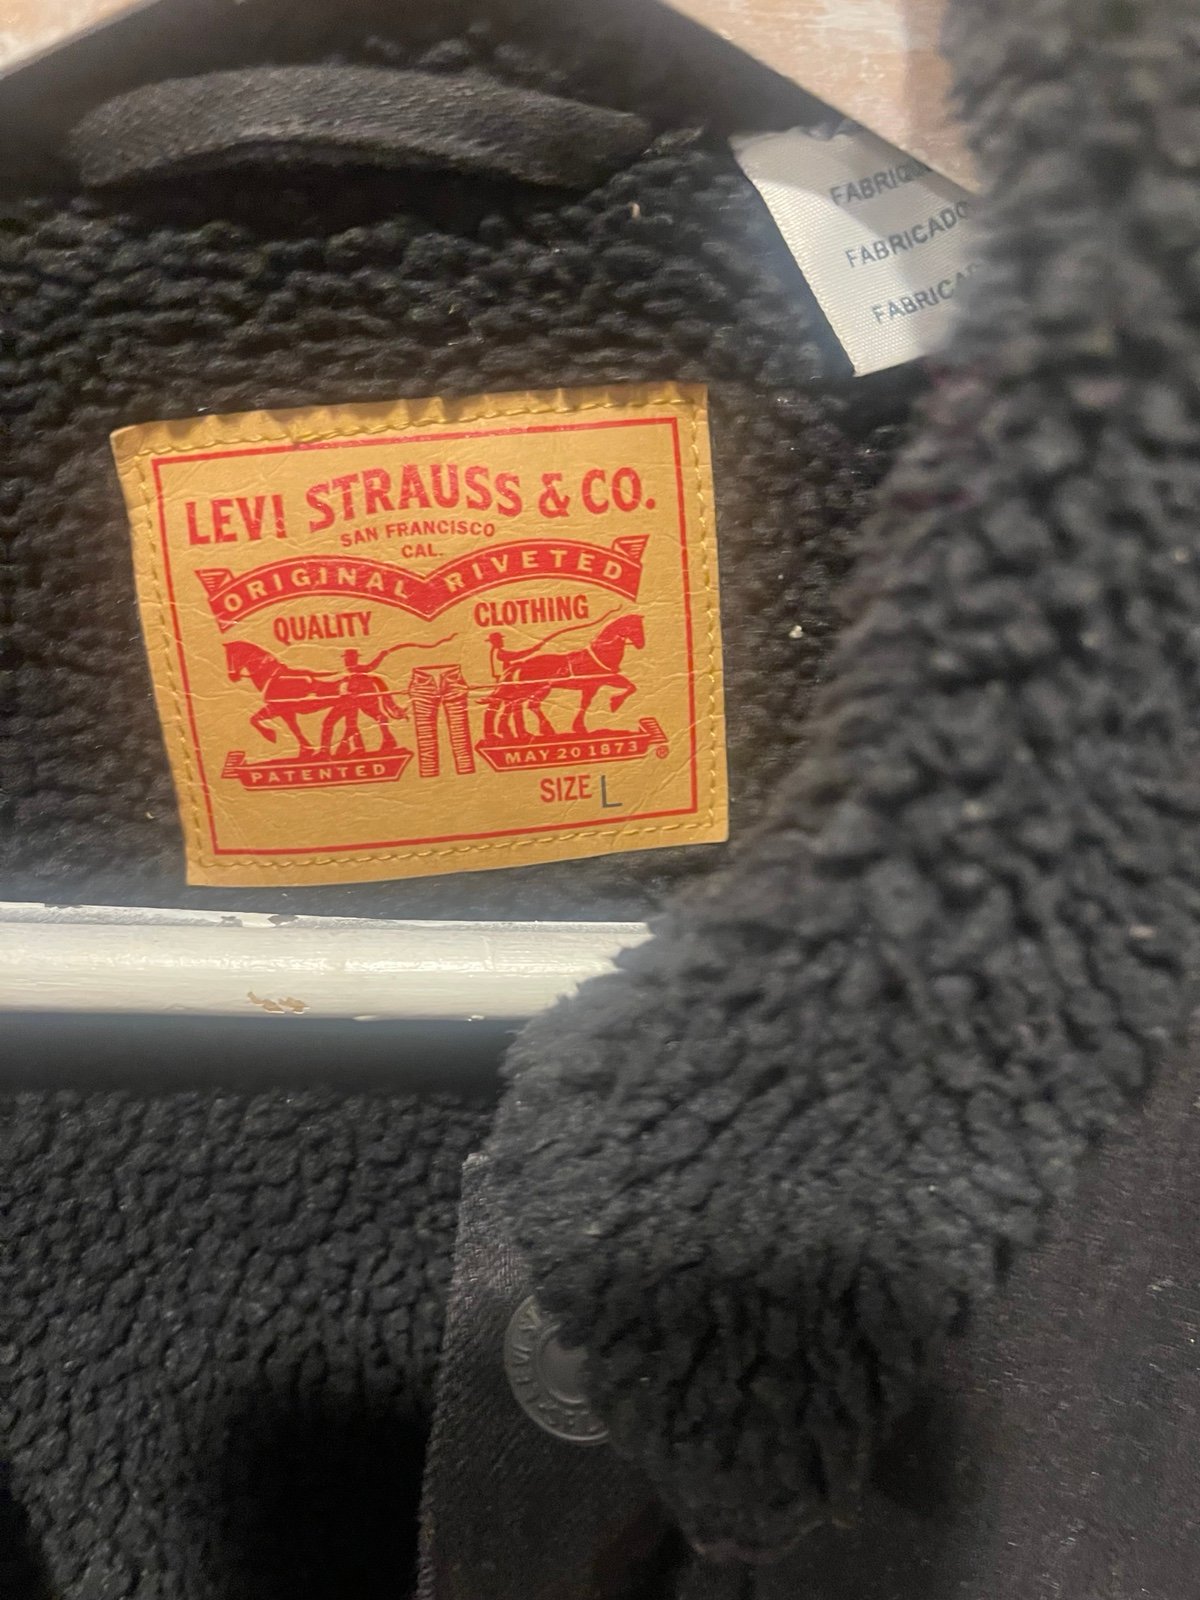 FABRICADO
LEVI STRAUSS & CO.
SAN FRANCISCO
CAL.
ORIGINAL RIVETED
QUALITY CLOTHING
PATENTED MAY 20 1873 ®
SIZE L